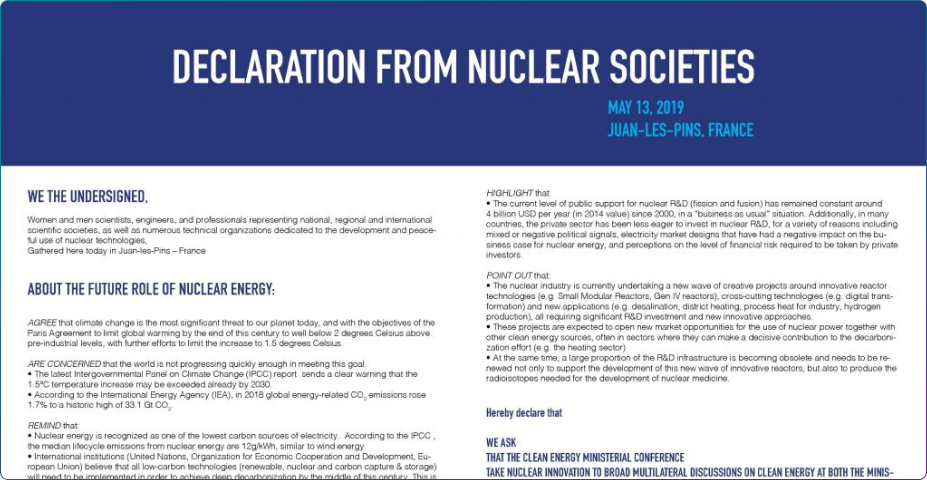 DECLARATION FROM NUCLEAR SOCIETIES
MAY 13, 2019
JUAN-LES-PINS, FRANCE
WE THE UNDERSIGNED,
Women and men scientists, engineers, and professionals representing national, regional and international
scientific societies, as well as numerous technical organizations dedicated to the development and peace-
ful use of nuclear technologies,
Gathered here today in Juan-les-Pins – France
ABOUT THE FUTURE ROLE OF NUCLEAR ENERGY:
AGREE that climate change is the most significant threat to our planet today, and with the objectives of the
Paris Agreement to limit global warming by the end of this century to well below 2 degrees Celsius above
pre-industrial levels, with further efforts to limit the increase to 1.5 degrees Celsius.
ARE CONCERNED that the world is not progressing quickly enough in meeting this goal.
• The latest Intergovernmental Panel on Climate Change (IPCC) report sends a clear warning that the
1.5°C temperature increase may be exceeded already by 2030.
• According to the International Energy Agency (IEA), in 2018 global energy-related CO2 emissions rose
1.7% to a historic high of 33.1 Gt CO2.
REMIND that:
• Nuclear energy is recognized as one of the lowest carbon sources of electricity. According to the IPCC ,
the median lifecycle emissions from nuclear energy are 12g/kWh, similar to wind energy.
• International institutions (United Nations, Organization for Economic Cooperation and Development, Eu-
ropean Union) believe that all low-carbon technologies (renewable, nuclear and carbon capture & storage)
will need to be implemented in order to achieve deep decarbonization by the middle of this century. This is
HIGHLIGHT that:
• The current level of public support for nuclear R&D (fission and fusion) has remained constant around
4 billion USD per year (in 2014 value) since 2000, in a "business as usual" situation. Additionally, in many
countries, the private sector has been less eager to invest in nuclear R&D, for a variety of reasons including
mixed or negative political signals, electricity market designs that have had a negative impact on the bu-
siness case for nuclear energy, and perceptions on the level of financial risk required to be taken by private
investors.
POINT OUT that:
• The nuclear industry is currently undertaking a new wave of creative projects around innovative reactor
technologies (e.g. Small Modular Reactors, Gen IV reactors), cross-cutting technologies (e.g. digital trans-
formation) and new applications (e.g. desalination, district heating, process heat for industry, hydrogen
production), all requiring significant R&D investment and new innovative approaches.
• These projects are expected to open new market opportunities for the use of nuclear power together with
other clean energy sources, often in sectors where they can make a decisive contribution to the decarboni-
zation effort (e.g. the heating sector)
• At the same time, a large proportion of the R&D infrastructure is becoming obsolete and needs to be re-
newed not only to support the development of this new wave of innovative reactors, but also to produce the
radioisotopes needed for the development of nuclear medicine.
Hereby declare that
WE ASK
THAT THE CLEAN ENERGY MINISTERIAL CONFERENCE
TAKE NUCLEAR INNOVATION TO BROAD MULTILATERAL DISCUSSIONS ON CLEAN ENERGY AT BOTH THE MINIS-